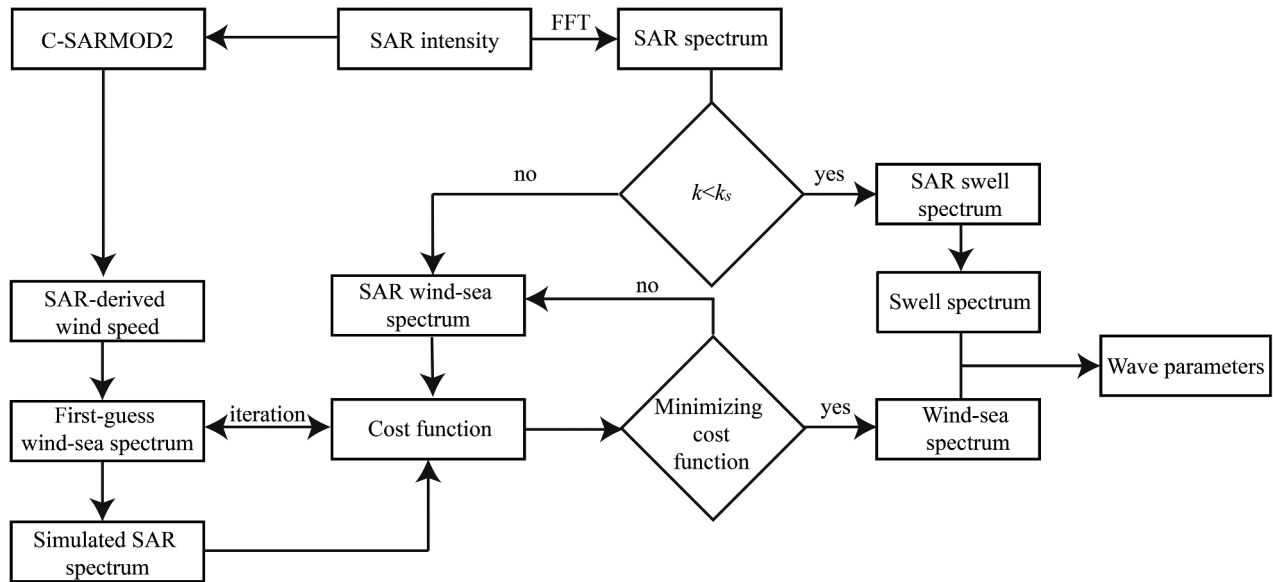 C-SARMOD2
SAR intensity
FFT
SAR spectrum
no
k<ks
yes
SAR swell
spectrum
SAR-derived
wind speed
SAR wind-sea
spectrum
no
Swell spectrum
Wave parameters
First-guess
wind-sea spectrum
iteration
Cost function
Minimizing
cost
function
yes
Wind-sea
spectrum
Simulated SAR
spectrum